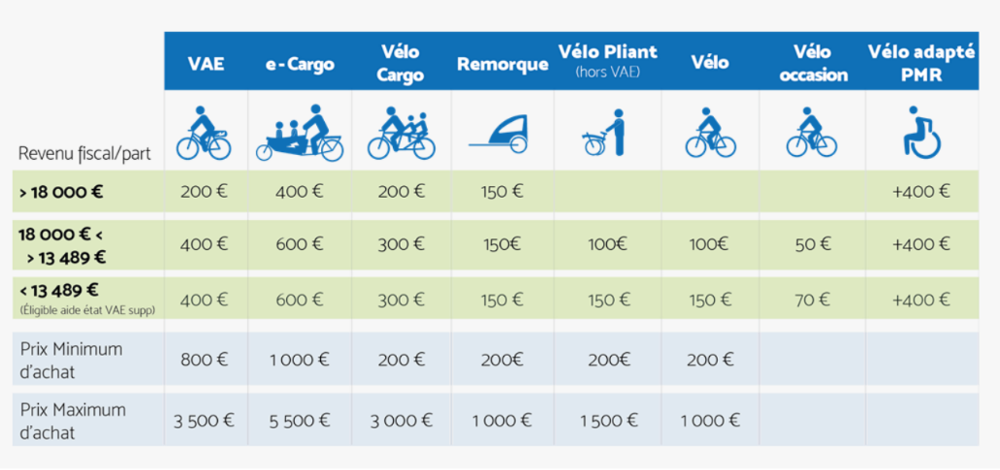 VAE e-Cargo Vélo Cargo Remorque Vélo Pliant (hors VAE) Vélo Vélo occasion Vélo adapté PMR
Revenu fiscal/part
> 18 000 € 200 € 400 € 200 € 150 € +400 €
18 000 € <
> 13 489 € 400 € 600 € 300 € 150€ 100€ 100€ 50 € +400 €
< 13 489 € 400 € 600 € 300 € 150 € 150 € 150 € 70 € +400 €
(Éligible aide état VAE supp)
Prix Minimum
d'achat 800 € 1 000 € 200 € 200€ 200€ 200 €
Prix Maximum
d'achat 3 500 € 5 500 € 3 000 € 1 000 € 1 500 € 1 000 €